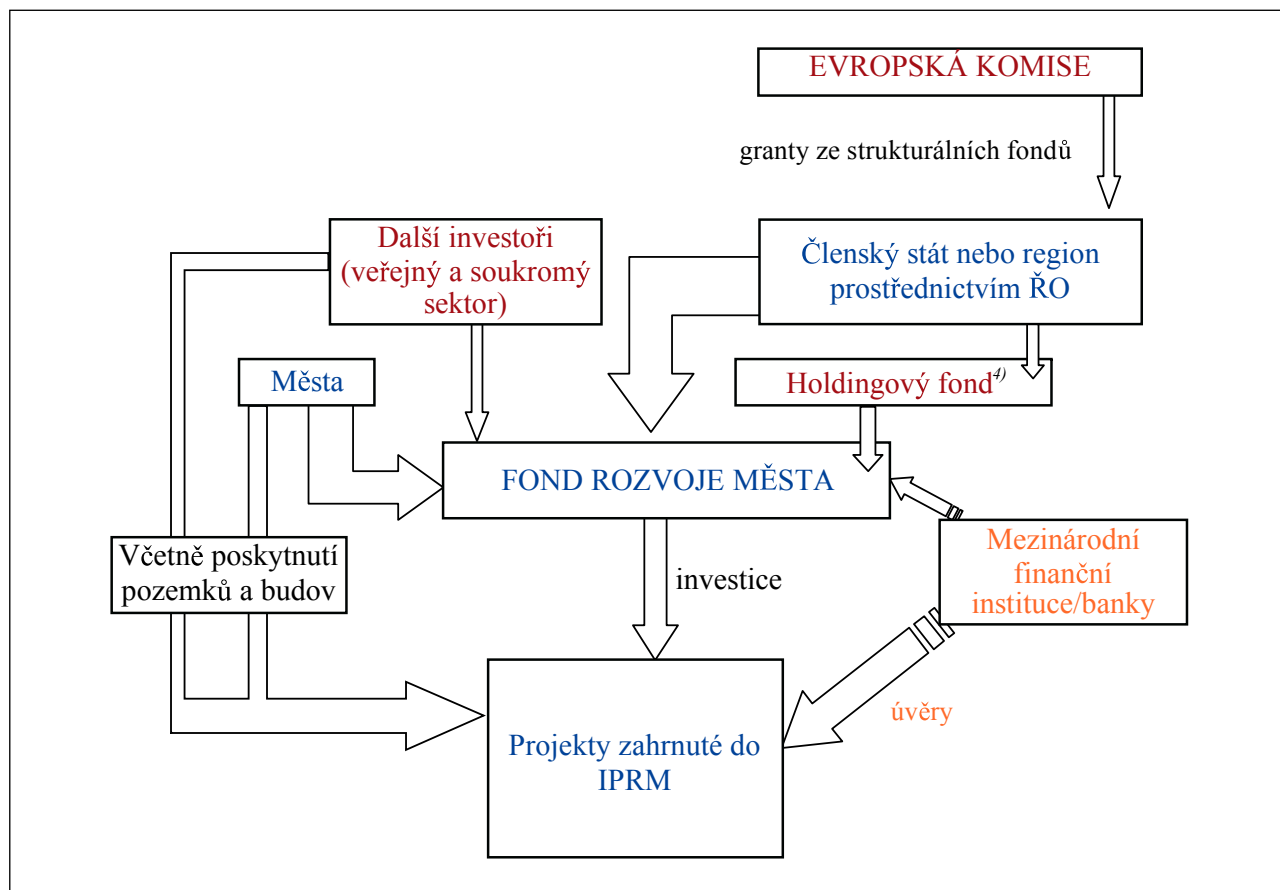 EVROPSKÁ KOMISE
granty ze strukturálních fondů
Další investoři
(veřejný a soukromý
sektor)
Členský stát nebo region
prostřednictvím ŘO
Města
Holdingový fond4)
FOND ROZVOJE MĚSTA
Včetně poskytnutí
pozemků a budov
investice
Mezinárodní
finanční
instituce/banky
úvěry
Projekty zahrnuté do
IPRM